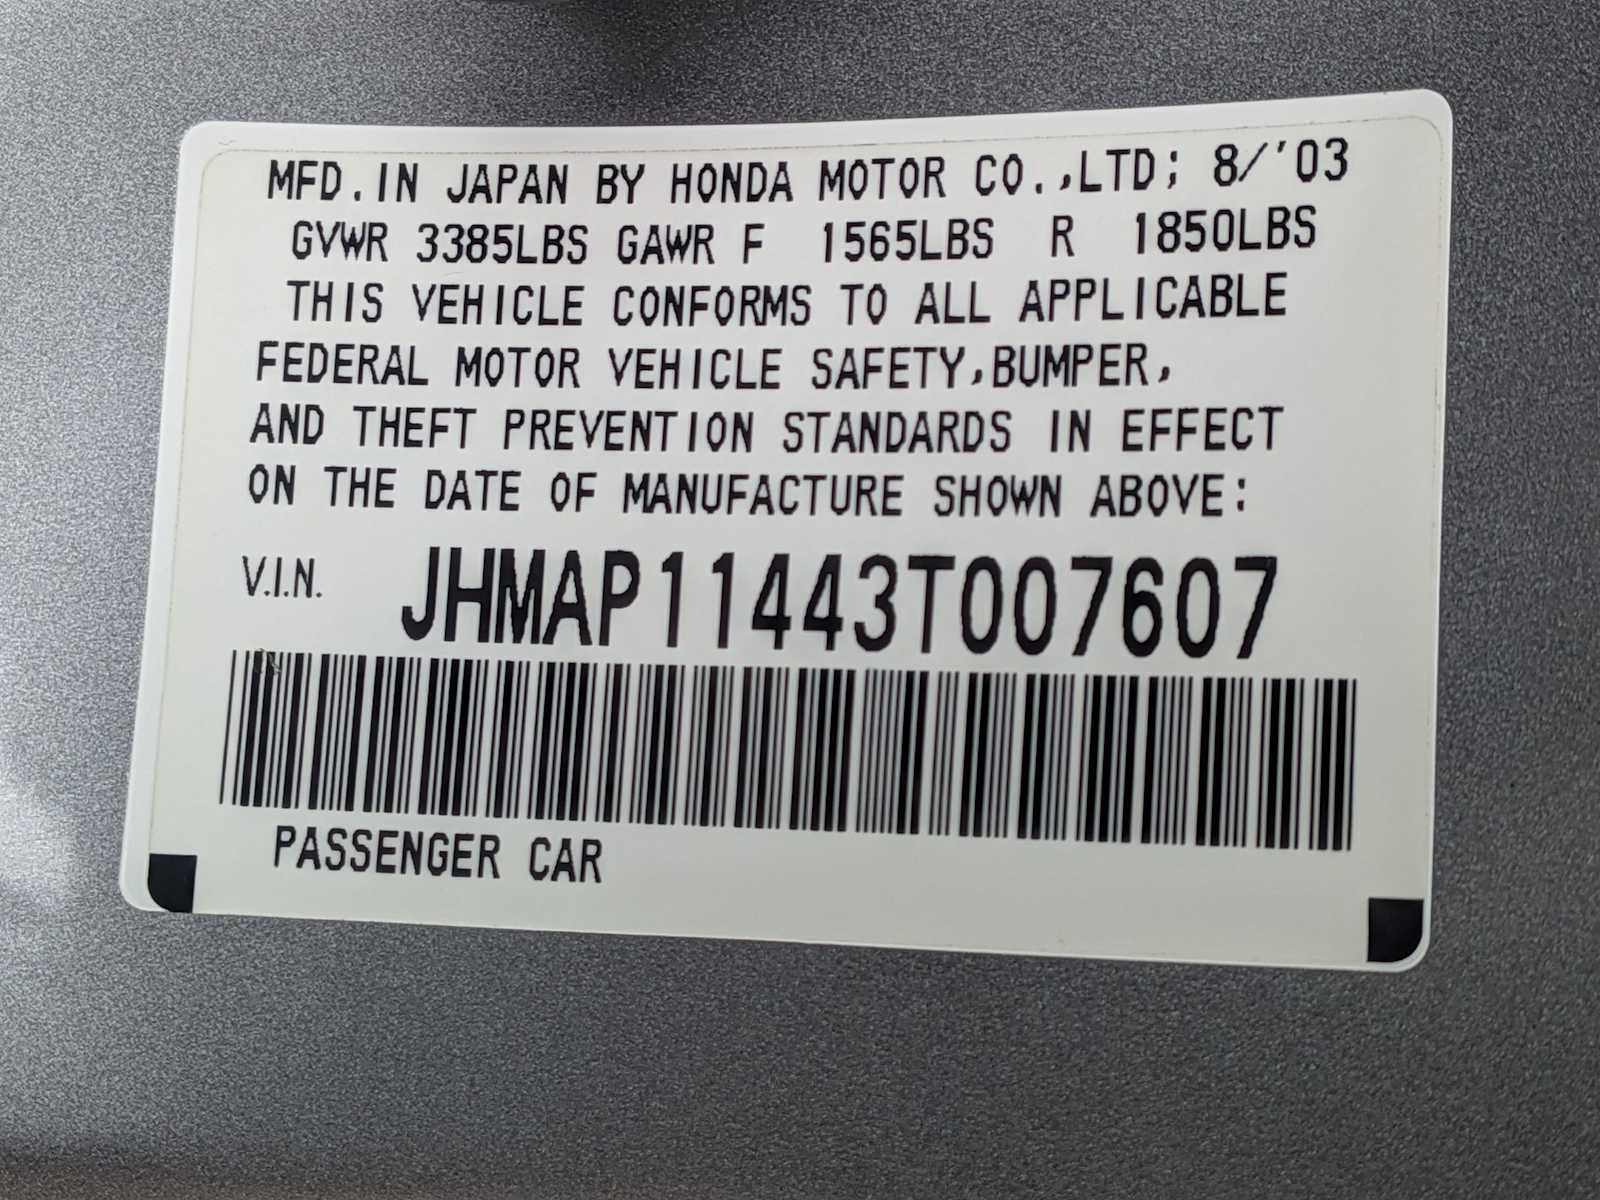 MFD.IN JAPAN BY HONDA MOTOR CO.,LTD; 8/'03
GVWR 3385LBS GAWR F 1565LBS R 1850LBS
THIS VEHICLE CONFORMS TO ALL APPLICABLE
FEDERAL MOTOR VEHICLE SAFETY,BUMPER,
AND THEFT PREVENTION STANDARDS IN EFFECT
ON THE DATE OF MANUFACTURE SHOWN ABOVE:
V.I.N. JHMAP11443T007607
PASSENGER CAR